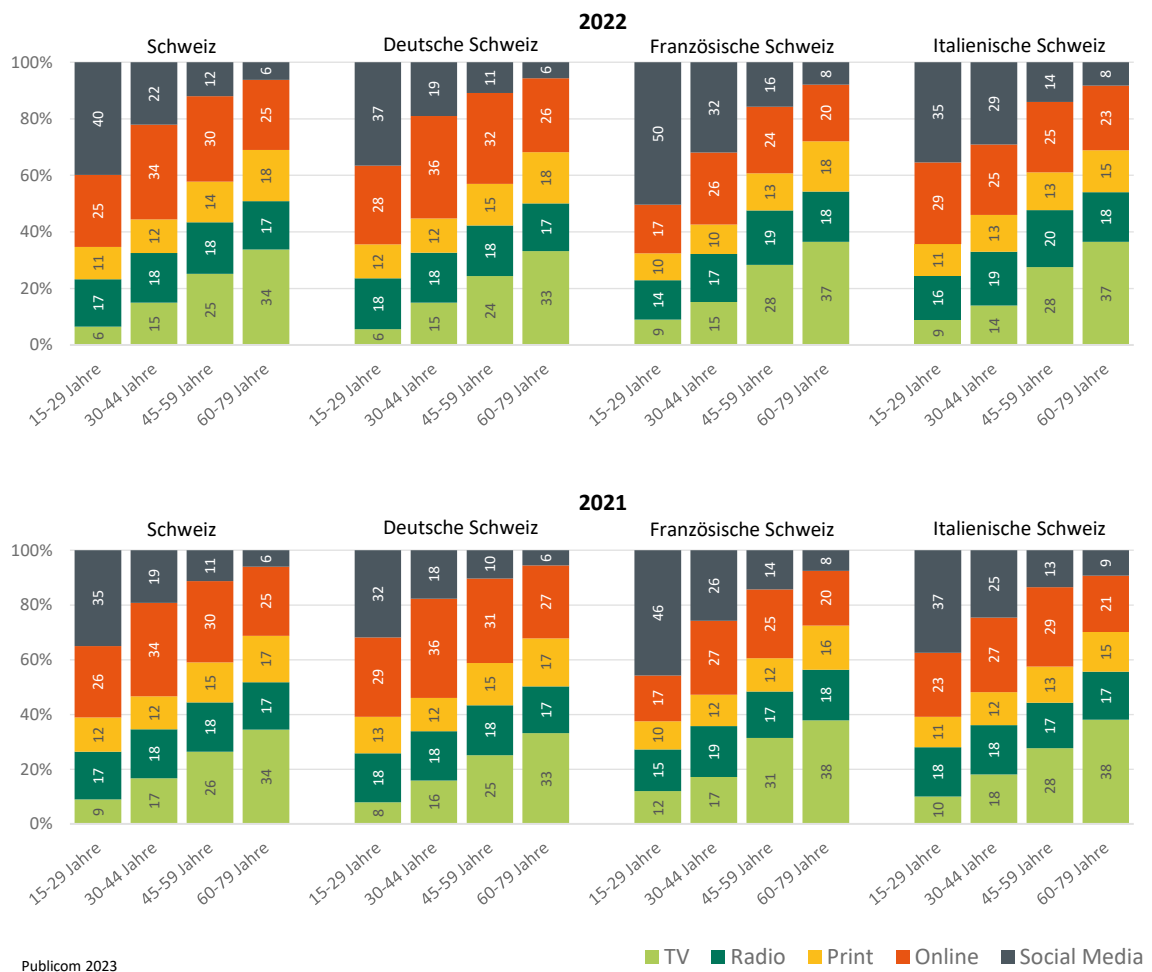 2022
Schweiz Deutsche Schweiz Französische Schweiz Italienische Schweiz
100%
80%
60%
40%
20%
0%
40 22 12 6 37 19 11 6 50 32 16 8 35 29 14 8
25 34 30 25 28 36 32 26 17 26 24 20 29 25 25 23
11 12 14 18 12 12 15 18 10 10 13 18 11 13 13 15
17 18 18 17 18 18 18 17 14 17 19 18 16 19 20 18
6 15 25 34 6 15 24 33 9 15 28 37 9 14 28 37
15-29 Jahre 30-44 Jahre 45-59 Jahre 60-79 Jahre 15-29 Jahre 30-44 Jahre 45-59 Jahre 60-79 Jahre 15-29 Jahre 30-44 Jahre 45-59 Jahre 60-79 Jahre 15-29 Jahre 30-44 Jahre 45-59 Jahre 60-79 Jahre
2021
Schweiz Deutsche Schweiz Französische Schweiz Italienische Schweiz
100%
80%
60%
40%
20%
0%
35 19 11 6 32 18 10 6 46 26 14 8 37 25 13 9
26 34 30 25 29 36 31 27 17 27 25 20 23 27 29 21
12 12 15 17 13 12 15 17 10 12 12 16 11 12 13 15
17 18 18 17 18 18 18 17 15 19 17 18 18 18 17 17
9 17 26 34 8 16 25 33 12 17 31 38 10 18 28 38
15-29 Jahre 30-44 Jahre 45-59 Jahre 60-79 Jahre 15-29 Jahre 30-44 Jahre 45-59 Jahre 60-79 Jahre 15-29 Jahre 30-44 Jahre 45-59 Jahre 60-79 Jahre 15-29 Jahre 30-44 Jahre 45-59 Jahre 60-79 Jahre
TV Radio Print Online Social Media
Publicom 2023